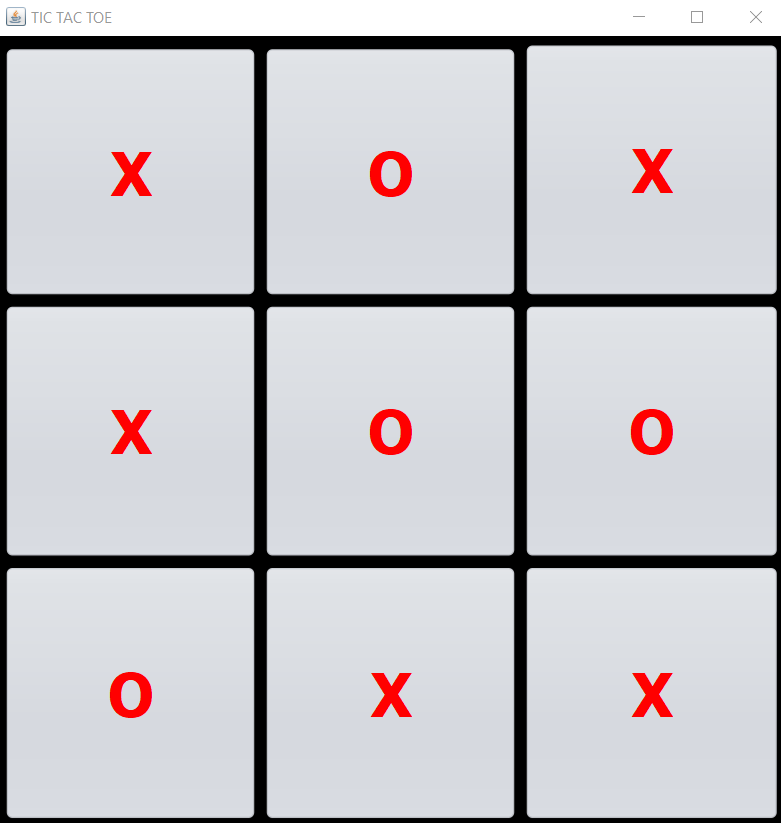 TIC TAC TOE
X O X
X O O
O X X